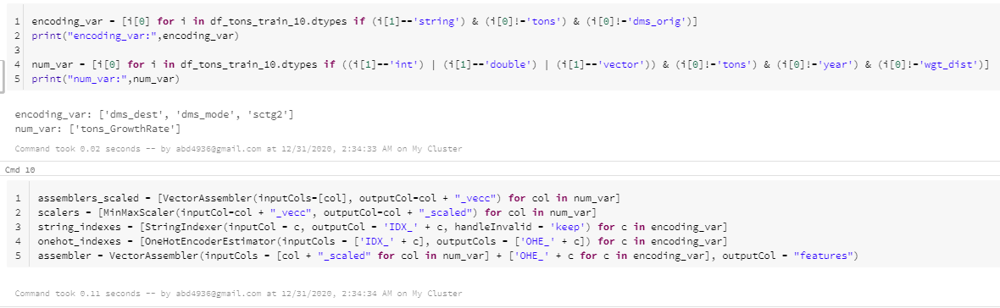 1 encoding_var = [i[0] for i in df_tons_train_10.dtypes if (i[1]=='string') & (i[0]!='tons') & (i[0]!='dms_orig')]
2 print("encoding_var:",encoding_var)
3
4 num_var = [i[0] for i in df_tons_train_10.dtypes if ((i[1]=='int') | (i[1]=='double') | (i[1]=='vector')) & (i[0]!='tons') & (i[0]!='year') & (i[0]!='wgt_dist')]
5 print("num_var:",num_var)
encoding_var: ['dms_dest', 'dms_mode', 'sctg2']
num_var: ['tons_GrowthRate']
Command took 0.02 seconds -- by abd4936@gmail.com at 12/31/2020, 2:34:33 AM on My Cluster
Cmd 10
1 assemblers_scaled = [VectorAssembler(inputCols=[col], outputCol=col + "_vecc") for col in num_var]
2 scalers = [MinMaxScaler(inputCol=col + "_vecc", outputCol=col + "_scaled") for col in num_var]
3 string_indexes = [StringIndexer(inputCol = c, outputCol = 'IDX_' + c, handleInvalid = 'keep') for c in encoding_var]
4 onehot_indexes = [OneHotEncoderEstimator(inputCols = ['IDX_' + c], outputCols = ['OHE_' + c]) for c in encoding_var]
5 assembler = VectorAssembler(inputCols = [col + "_scaled" for col in num_var] + ['OHE_' + c for c in encoding_var], outputCol = "features")
Command took 0.11 seconds -- by abd4936@gmail.com at 12/31/2020, 2:34:34 AM on My Cluster